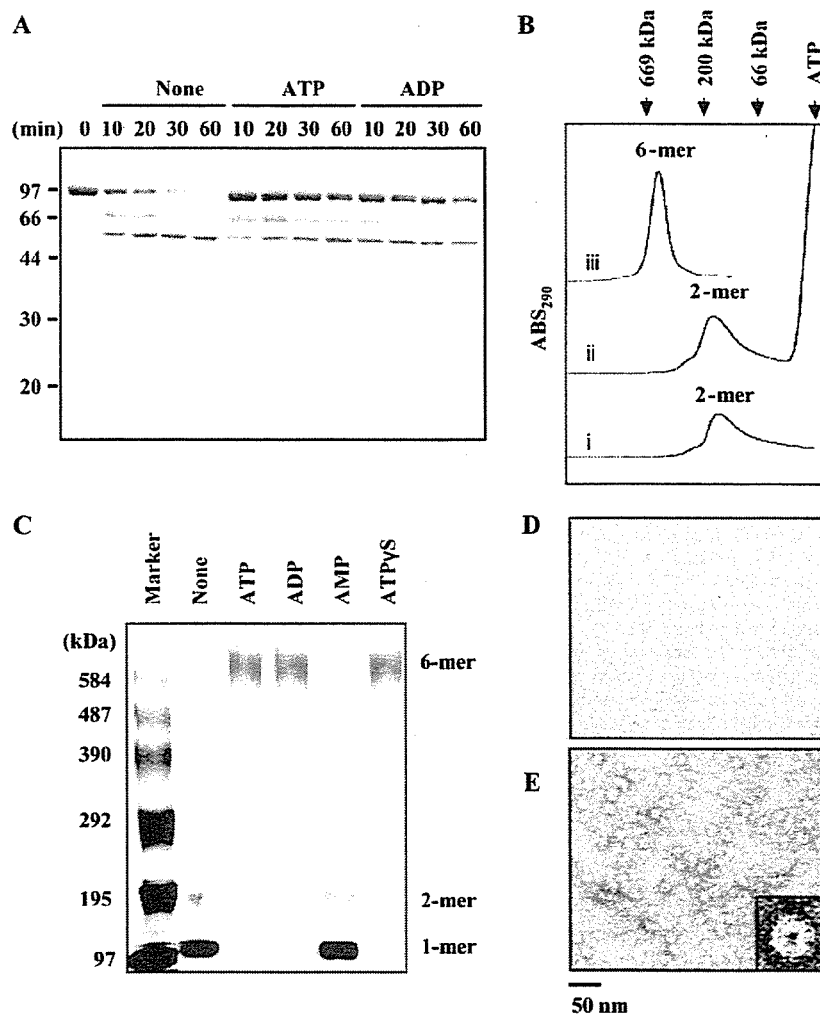 A
None ATP ADP
(min) 0 10 20 30 60 10 20 30 60 10 20 30 60
97
66
44
30
20
B
669 kDa
200 kDa
66 kDa
ATP
6-mer
iii
2-mer
ii
2-mer
i
ABS290
C
Marker
None
ATP
ADP
AMP
ATPγS
(kDa)
584
487
390
292
195
97
6-mer
2-mer
1-mer
D
E
50 nm